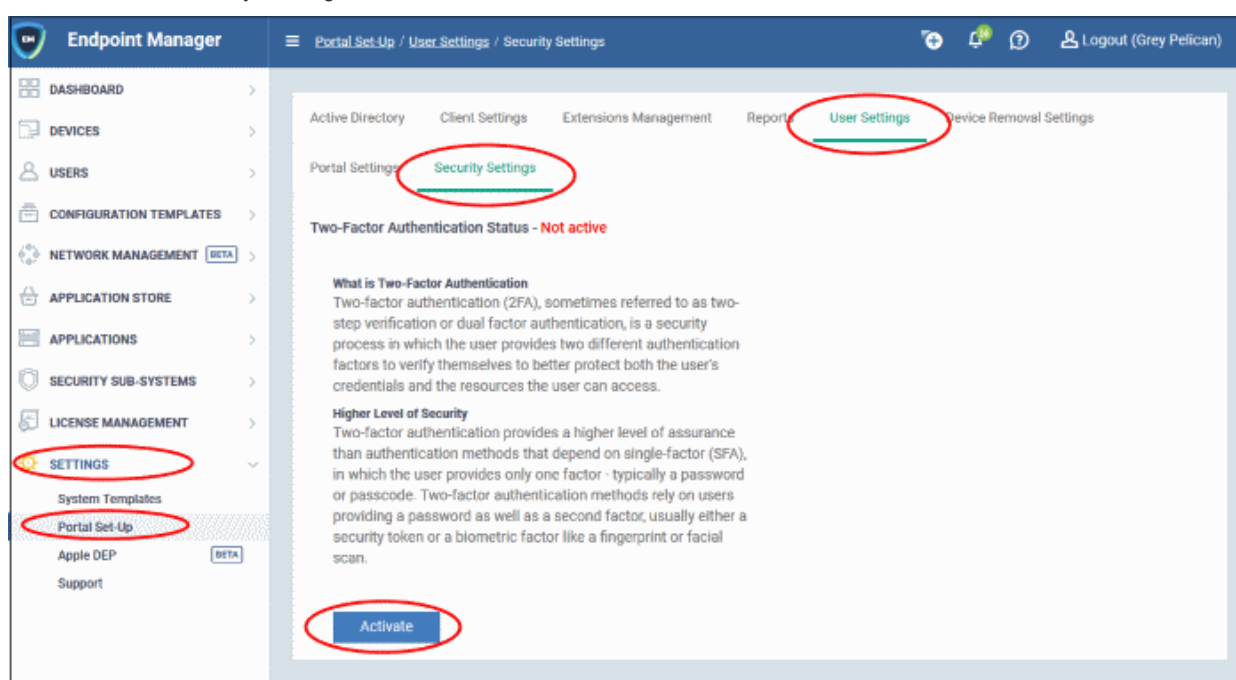 EM
Endpoint Manager
Portal Set-Up / User Settings / Security Settings
Logout (Grey Pelican)
DASHBOARD
DEVICES
USERS
CONFIGURATION TEMPLATES
NETWORK MANAGEMENT BETA
APPLICATION STORE
APPLICATIONS
SECURITY SUB-SYSTEMS
LICENSE MANAGEMENT
SETTINGS
System Templates
Portal Set-Up
Apple DEP BETA
Support
Active Directory Client Settings Extensions Management Reports User Settings Device Removal Settings
Portal Settings Security Settings
Two-Factor Authentication Status - Not active
What is Two-Factor Authentication
Two-factor authentication (2FA), sometimes referred to as two-
step verification or dual factor authentication, is a security
process in which the user provides two different authentication
factors to verify themselves to better protect both the user's
credentials and the resources the user can access.
Higher Level of Security
Two-factor authentication provides a higher level of assurance
than authentication methods that depend on single-factor (SFA),
in which the user provides only one factor - typically a password
or passcode. Two-factor authentication methods rely on users
providing a password as well as a second factor, usually either a
security token or a biometric factor like a fingerprint or facial
scan.
Activate